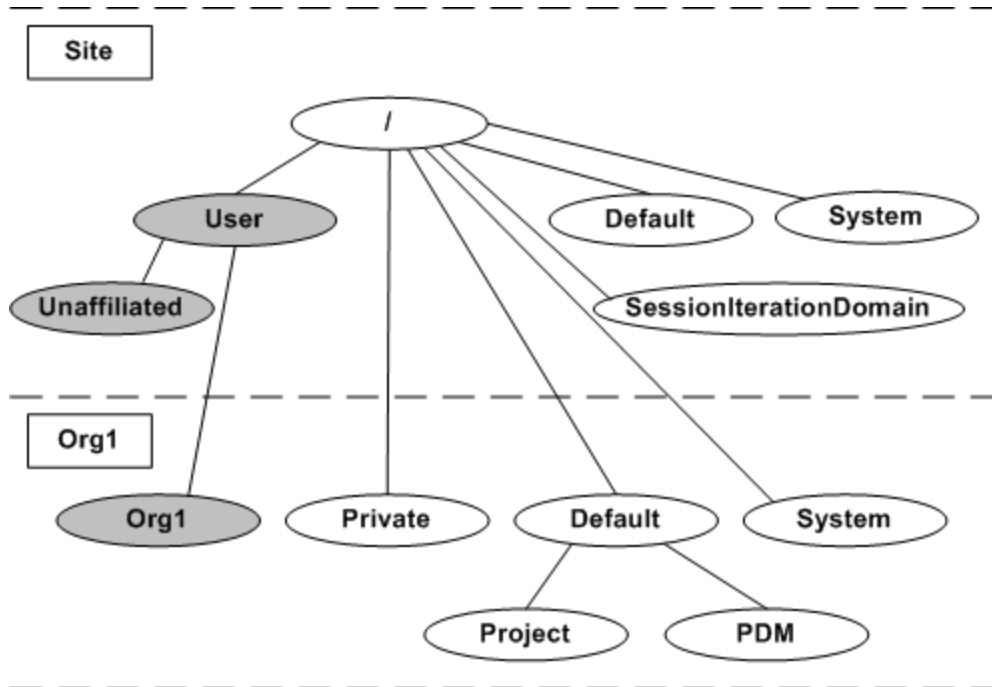 Site
/
User
Default
System
Unaffiliated
SessionIterationDomain
Org1
Org1
Private
Default
System
Project
PDM